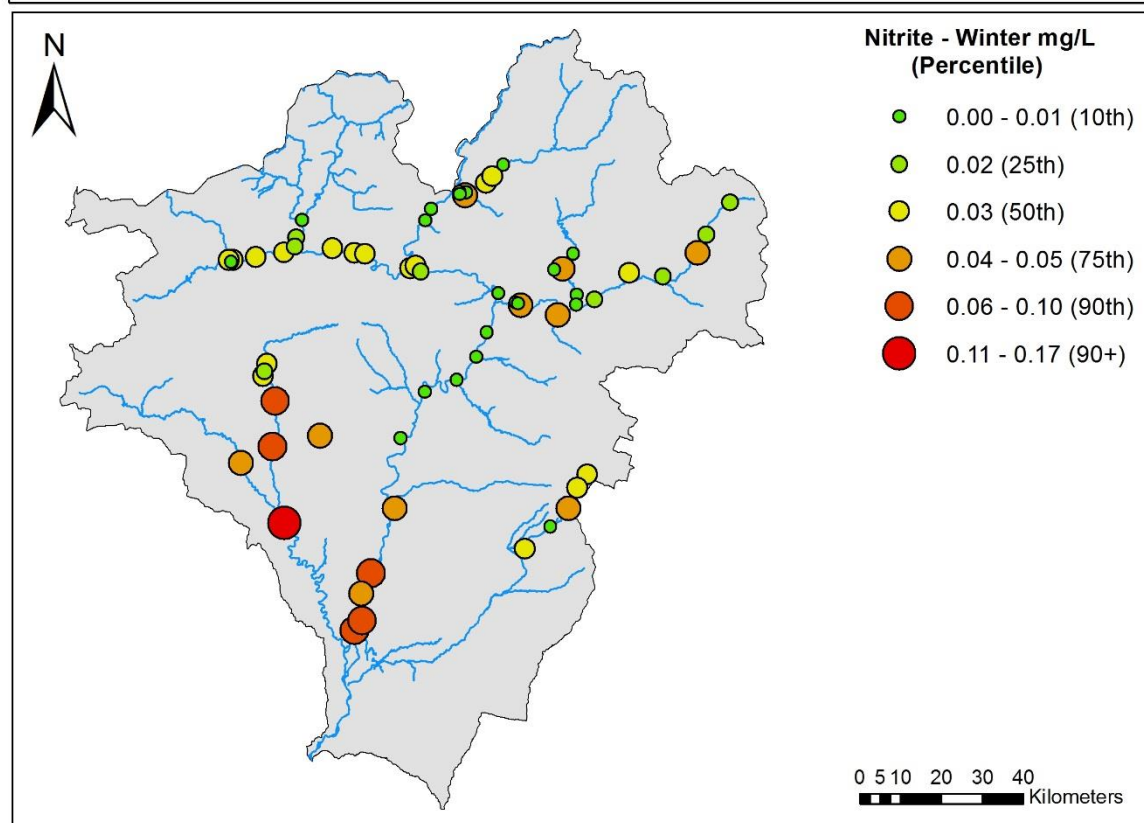 N
Nitrite - Winter mg/L
(Percentile)
0.00 - 0.01 (10th)
0.02 (25th)
0.03 (50th)
0.04 - 0.05 (75th)
0.06 - 0.10 (90th)
0.11 - 0.17 (90+)
0 5 10 20 30 40
Kilometers